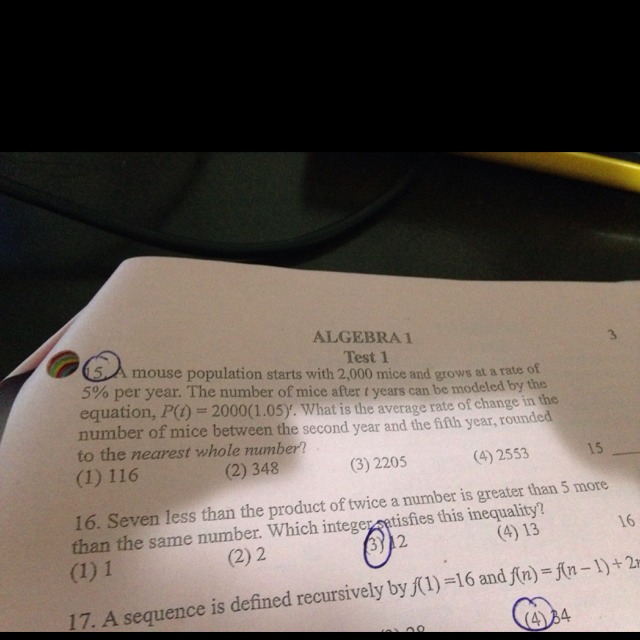 ALGEBRA 1
3
Test 1
15. A mouse population starts with 2,000 mice and grows at a rate of
5% per year. The number of mice after t years can be modeled by the
equation, P(t) = 2000(1.05)ᵗ. What is the average rate of change in the
number of mice between the second year and the fifth year, rounded
to the nearest whole number?
(1) 116 (2) 348 (3) 2205 (4) 2553 15
16. Seven less than the product of twice a number is greater than 5 more
than the same number. Which integer satisfies this inequality?
(1) 1 (2) 2 (3) 12 (4) 13 16
17. A sequence is defined recursively by f(1) =16 and f(n) = f(n − 1) + 2n
(4) 34